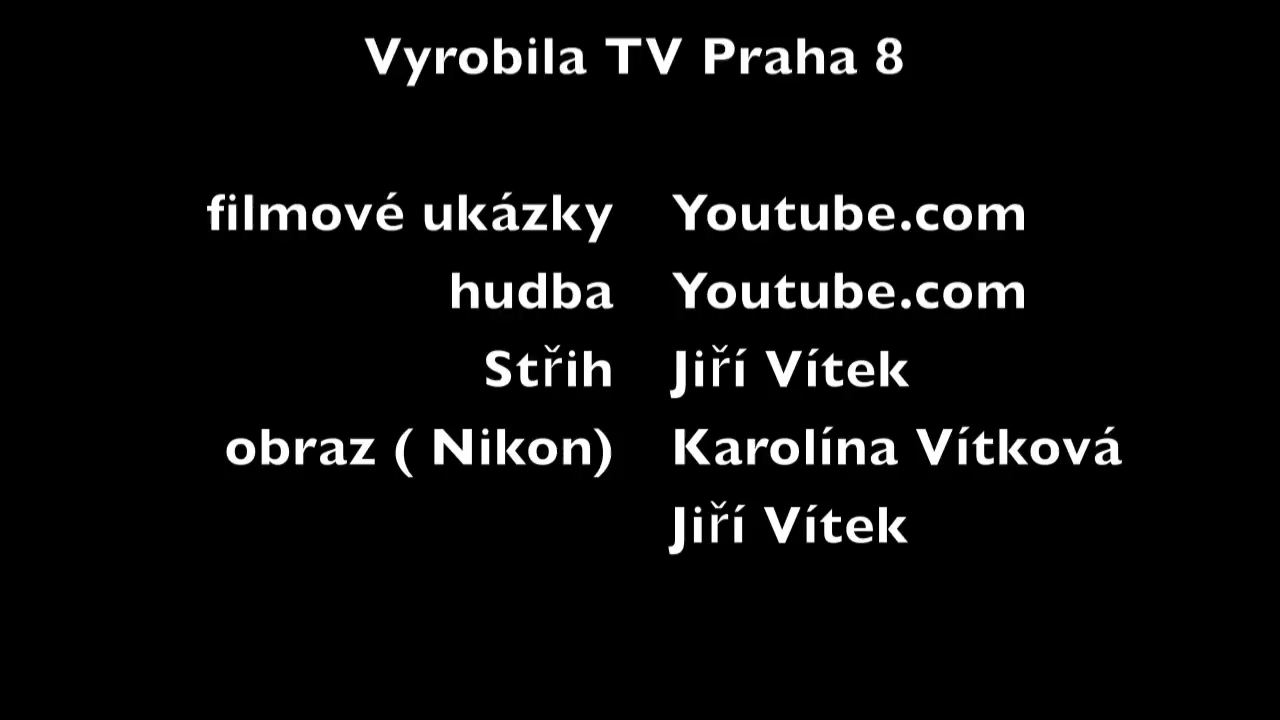 Vyrobila TV Praha 8
filmové ukázky Youtube.com
hudba Youtube.com
Střih Jiří Vítek
obraz ( Nikon) Karolína Vítková
Jiří Vítek